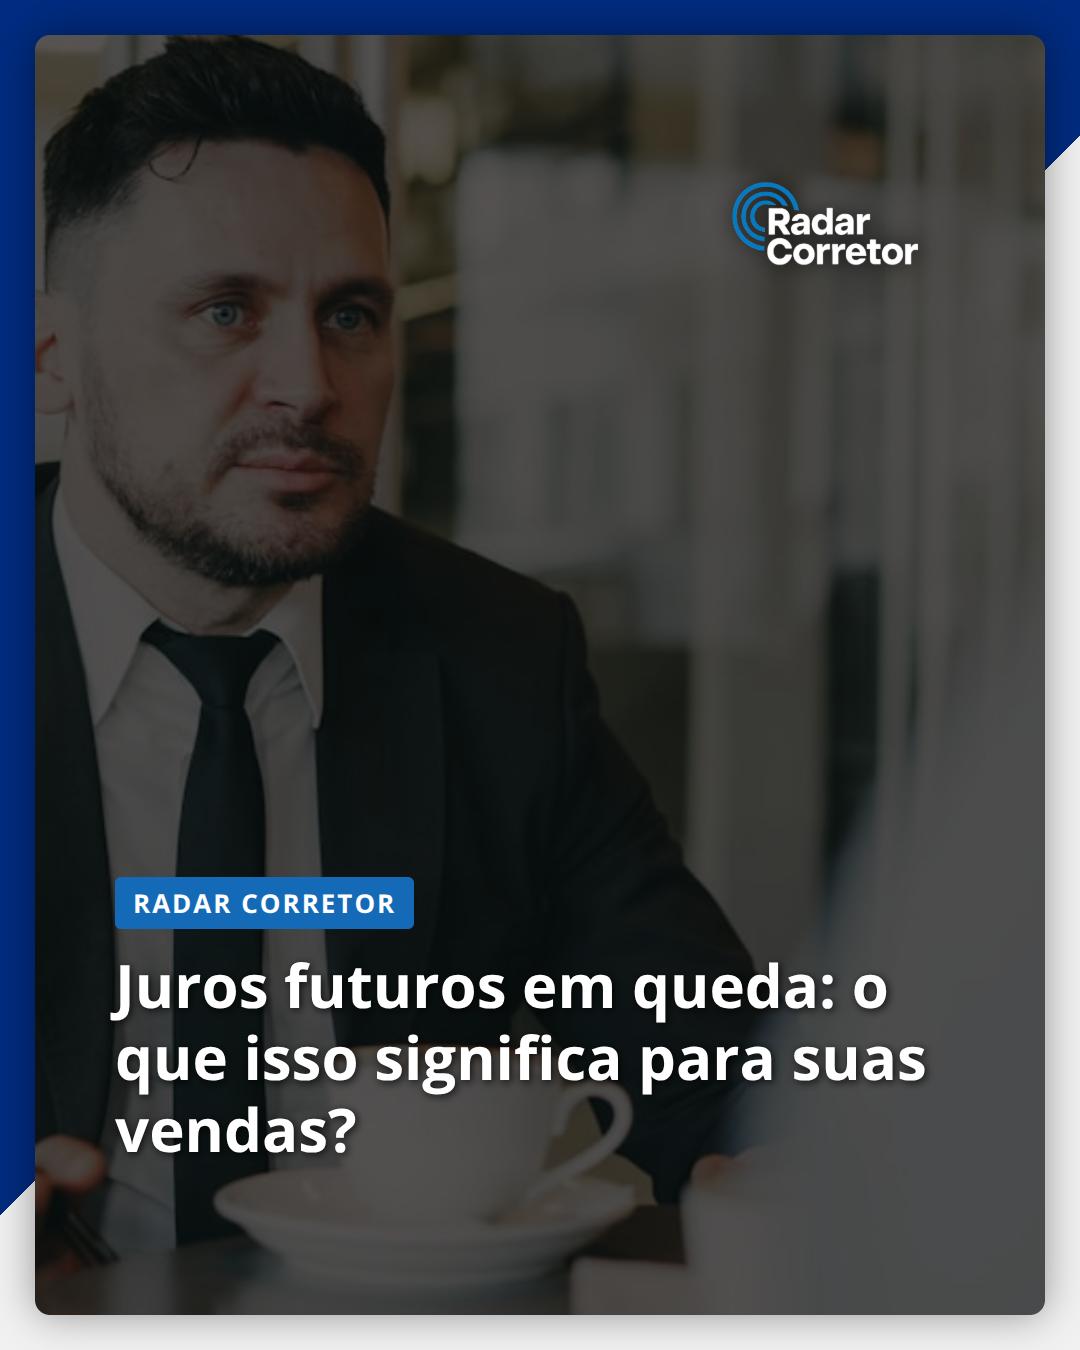 Radar
Corretor
RADAR CORRETOR
Juros futuros em queda: o
que isso significa para suas
vendas?